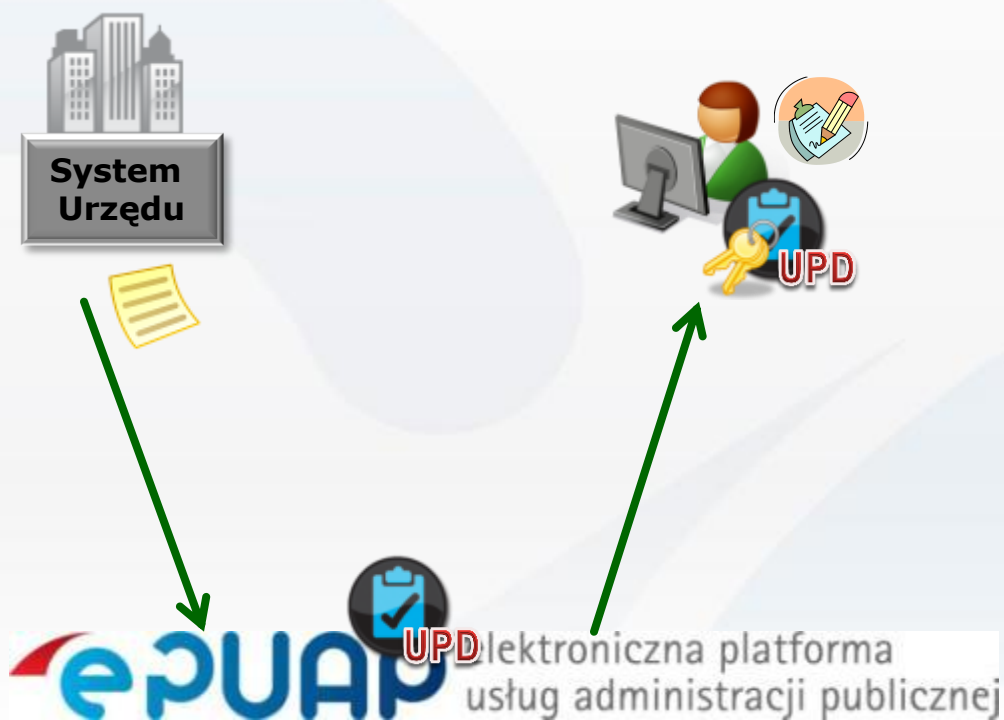 System
Urzędu
UPD
UPD
ePUAP
elektroniczna platforma
usług administracji publicznej